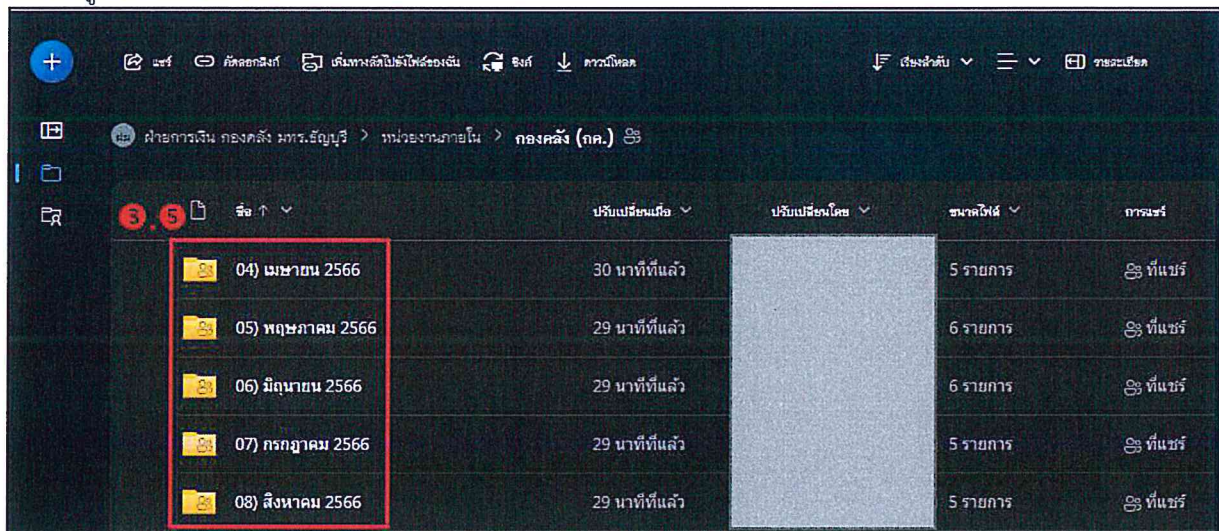 แชร์ คัดลอกลิงก์ เพิ่มทางลัดไปยังไฟล์ของฉัน ซิงค์ ดาวน์โหลด เรียงลำดับ รายละเอียด
ฝ่ายการเงิน กองคลัง มทร.ธัญบุรี > หน่วยงานภายใน > กองคลัง (กค.)
3.5 ชื่อ ปรับเปลี่ยนเมื่อ ปรับเปลี่ยนโดย ขนาดไฟล์ การแชร์
04) เมษายน 2566 30 นาทีที่แล้ว 5 รายการ ที่แชร์
05) พฤษภาคม 2566 29 นาทีที่แล้ว 6 รายการ ที่แชร์
06) มิถุนายน 2566 29 นาทีที่แล้ว 6 รายการ ที่แชร์
07) กรกฎาคม 2566 29 นาทีที่แล้ว 5 รายการ ที่แชร์
08) สิงหาคม 2566 29 นาทีที่แล้ว 5 รายการ ที่แชร์